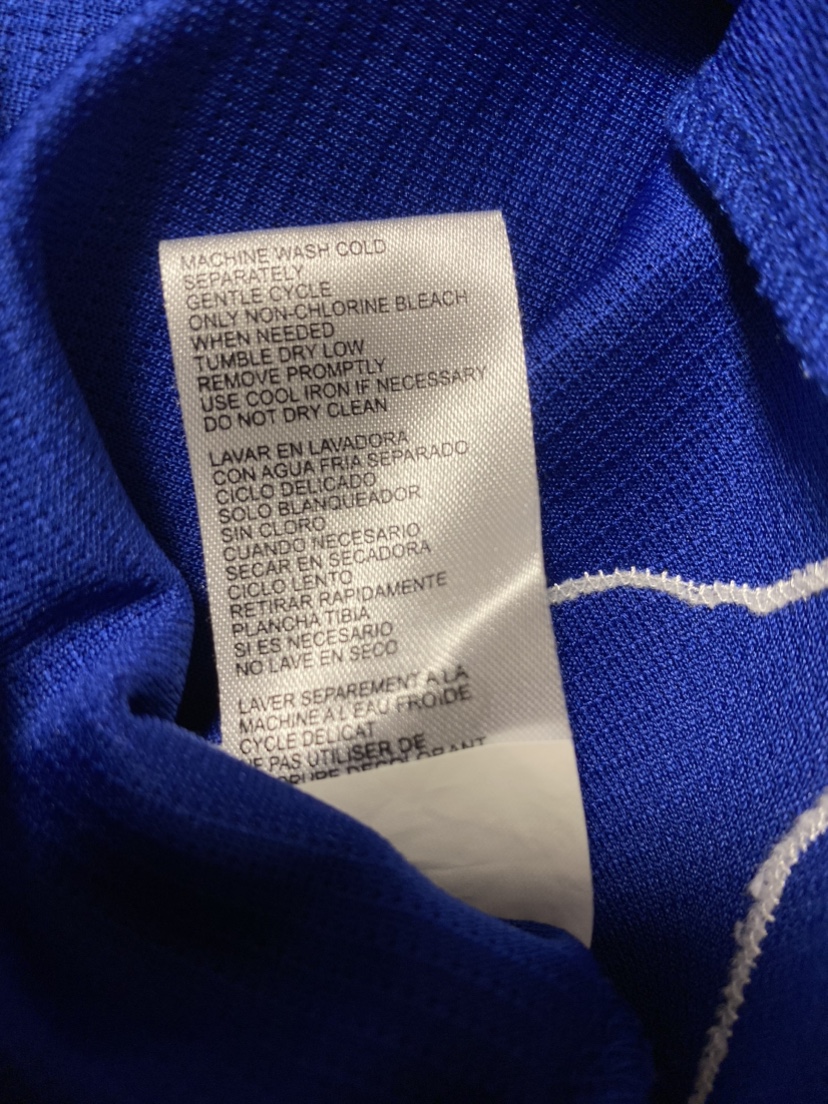 MACHINE WASH COLD
SEPARATELY
GENTLE CYCLE
ONLY NON-CHLORINE BLEACH
WHEN NEEDED
TUMBLE DRY LOW
REMOVE PROMPTLY
USE COOL IRON IF NECESSARY
DO NOT DRY CLEAN
LAVAR EN LAVADORA
CON AGUA FRIA SEPARADO
CICLO DELICADO
SOLO BLANQUEADOR
SIN CLORO
CUANDO NECESARIO
SECAR EN SECADORA
CICLO LENTO
RETIRAR RAPIDAMENTE
PLANCHA TIBIA
SI ES NECESARIO
NO LAVE EN SECO
LAVER SEPAREMENT A LA
MACHINE A L'EAU FROIDE
CYCLE DELICAT
PAS UTILISER DE